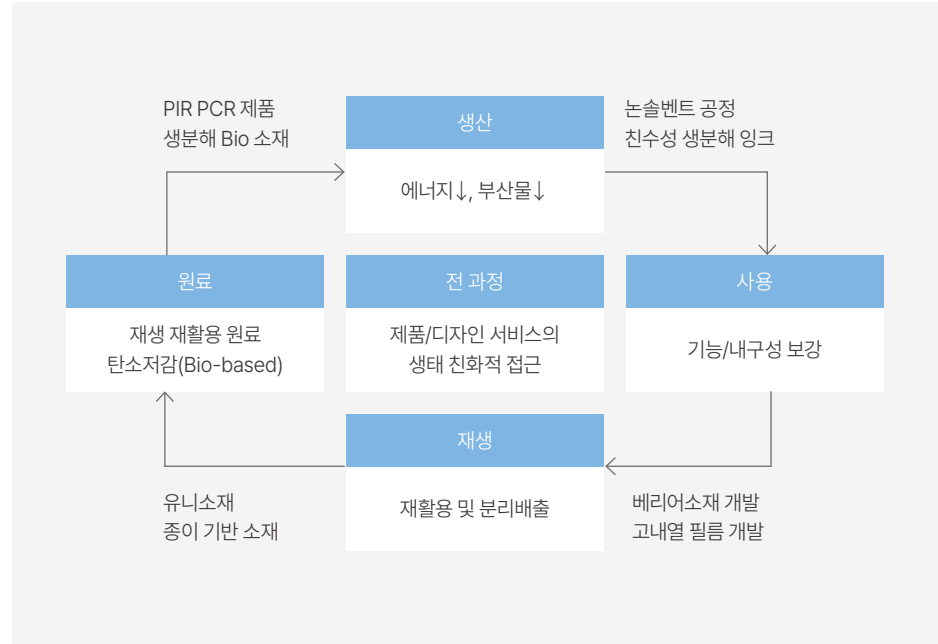 PIR PCR 제품
생분해 Bio 소재
생산
에너지↓, 부산물↓
논솔벤트 공정
친수성 생분해 잉크
원료
재생 재활용 원료
탄소저감(Bio-based)
전 과정
제품/디자인 서비스의
생태 친화적 접근
사용
기능/내구성 보강
재생
재활용 및 분리배출
유니소재
종이 기반 소재
베리어소재 개발
고내열 필름 개발